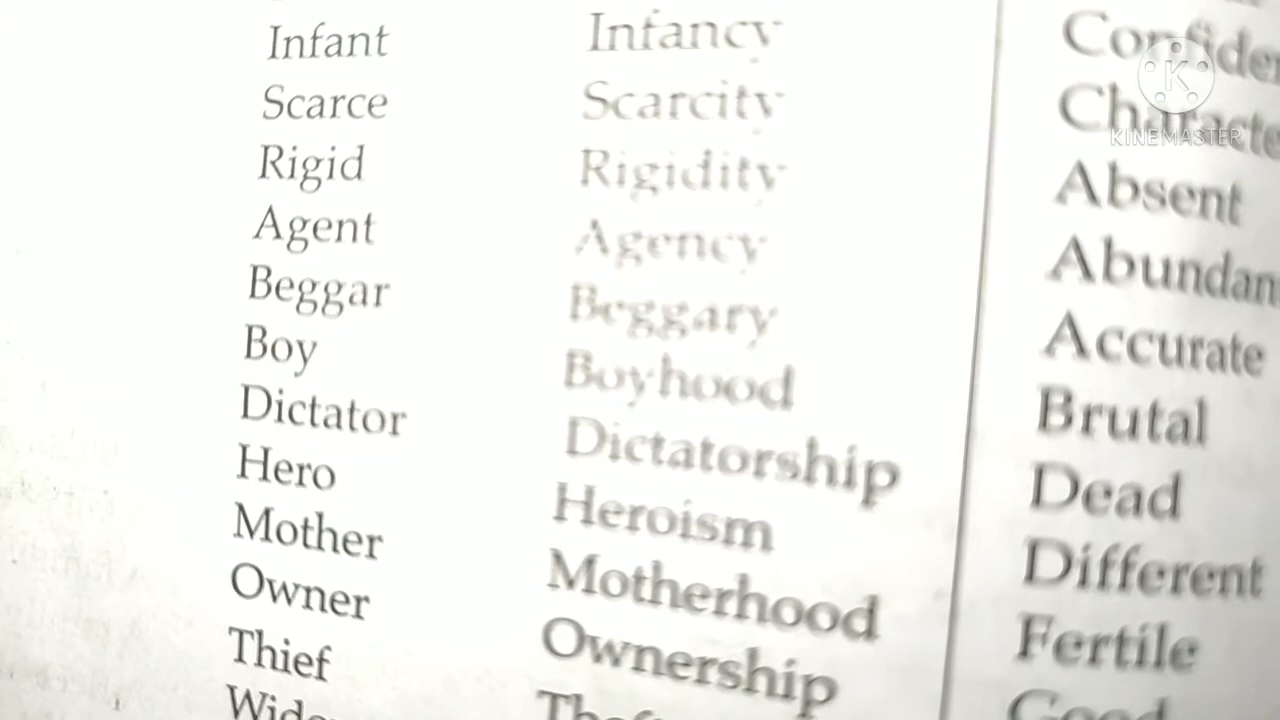 Infant Infancy
Scarce Scarcity
Rigid Rigidity
Agent Agency
Beggar Beggary
Boy Boyhood
Dictator Dictatorship
Hero Heroism
Mother Motherhood
Owner Ownership
Thief
Absent
Accurate
Brutal
Dead
Different
Fertile
Good
KINEMASTER